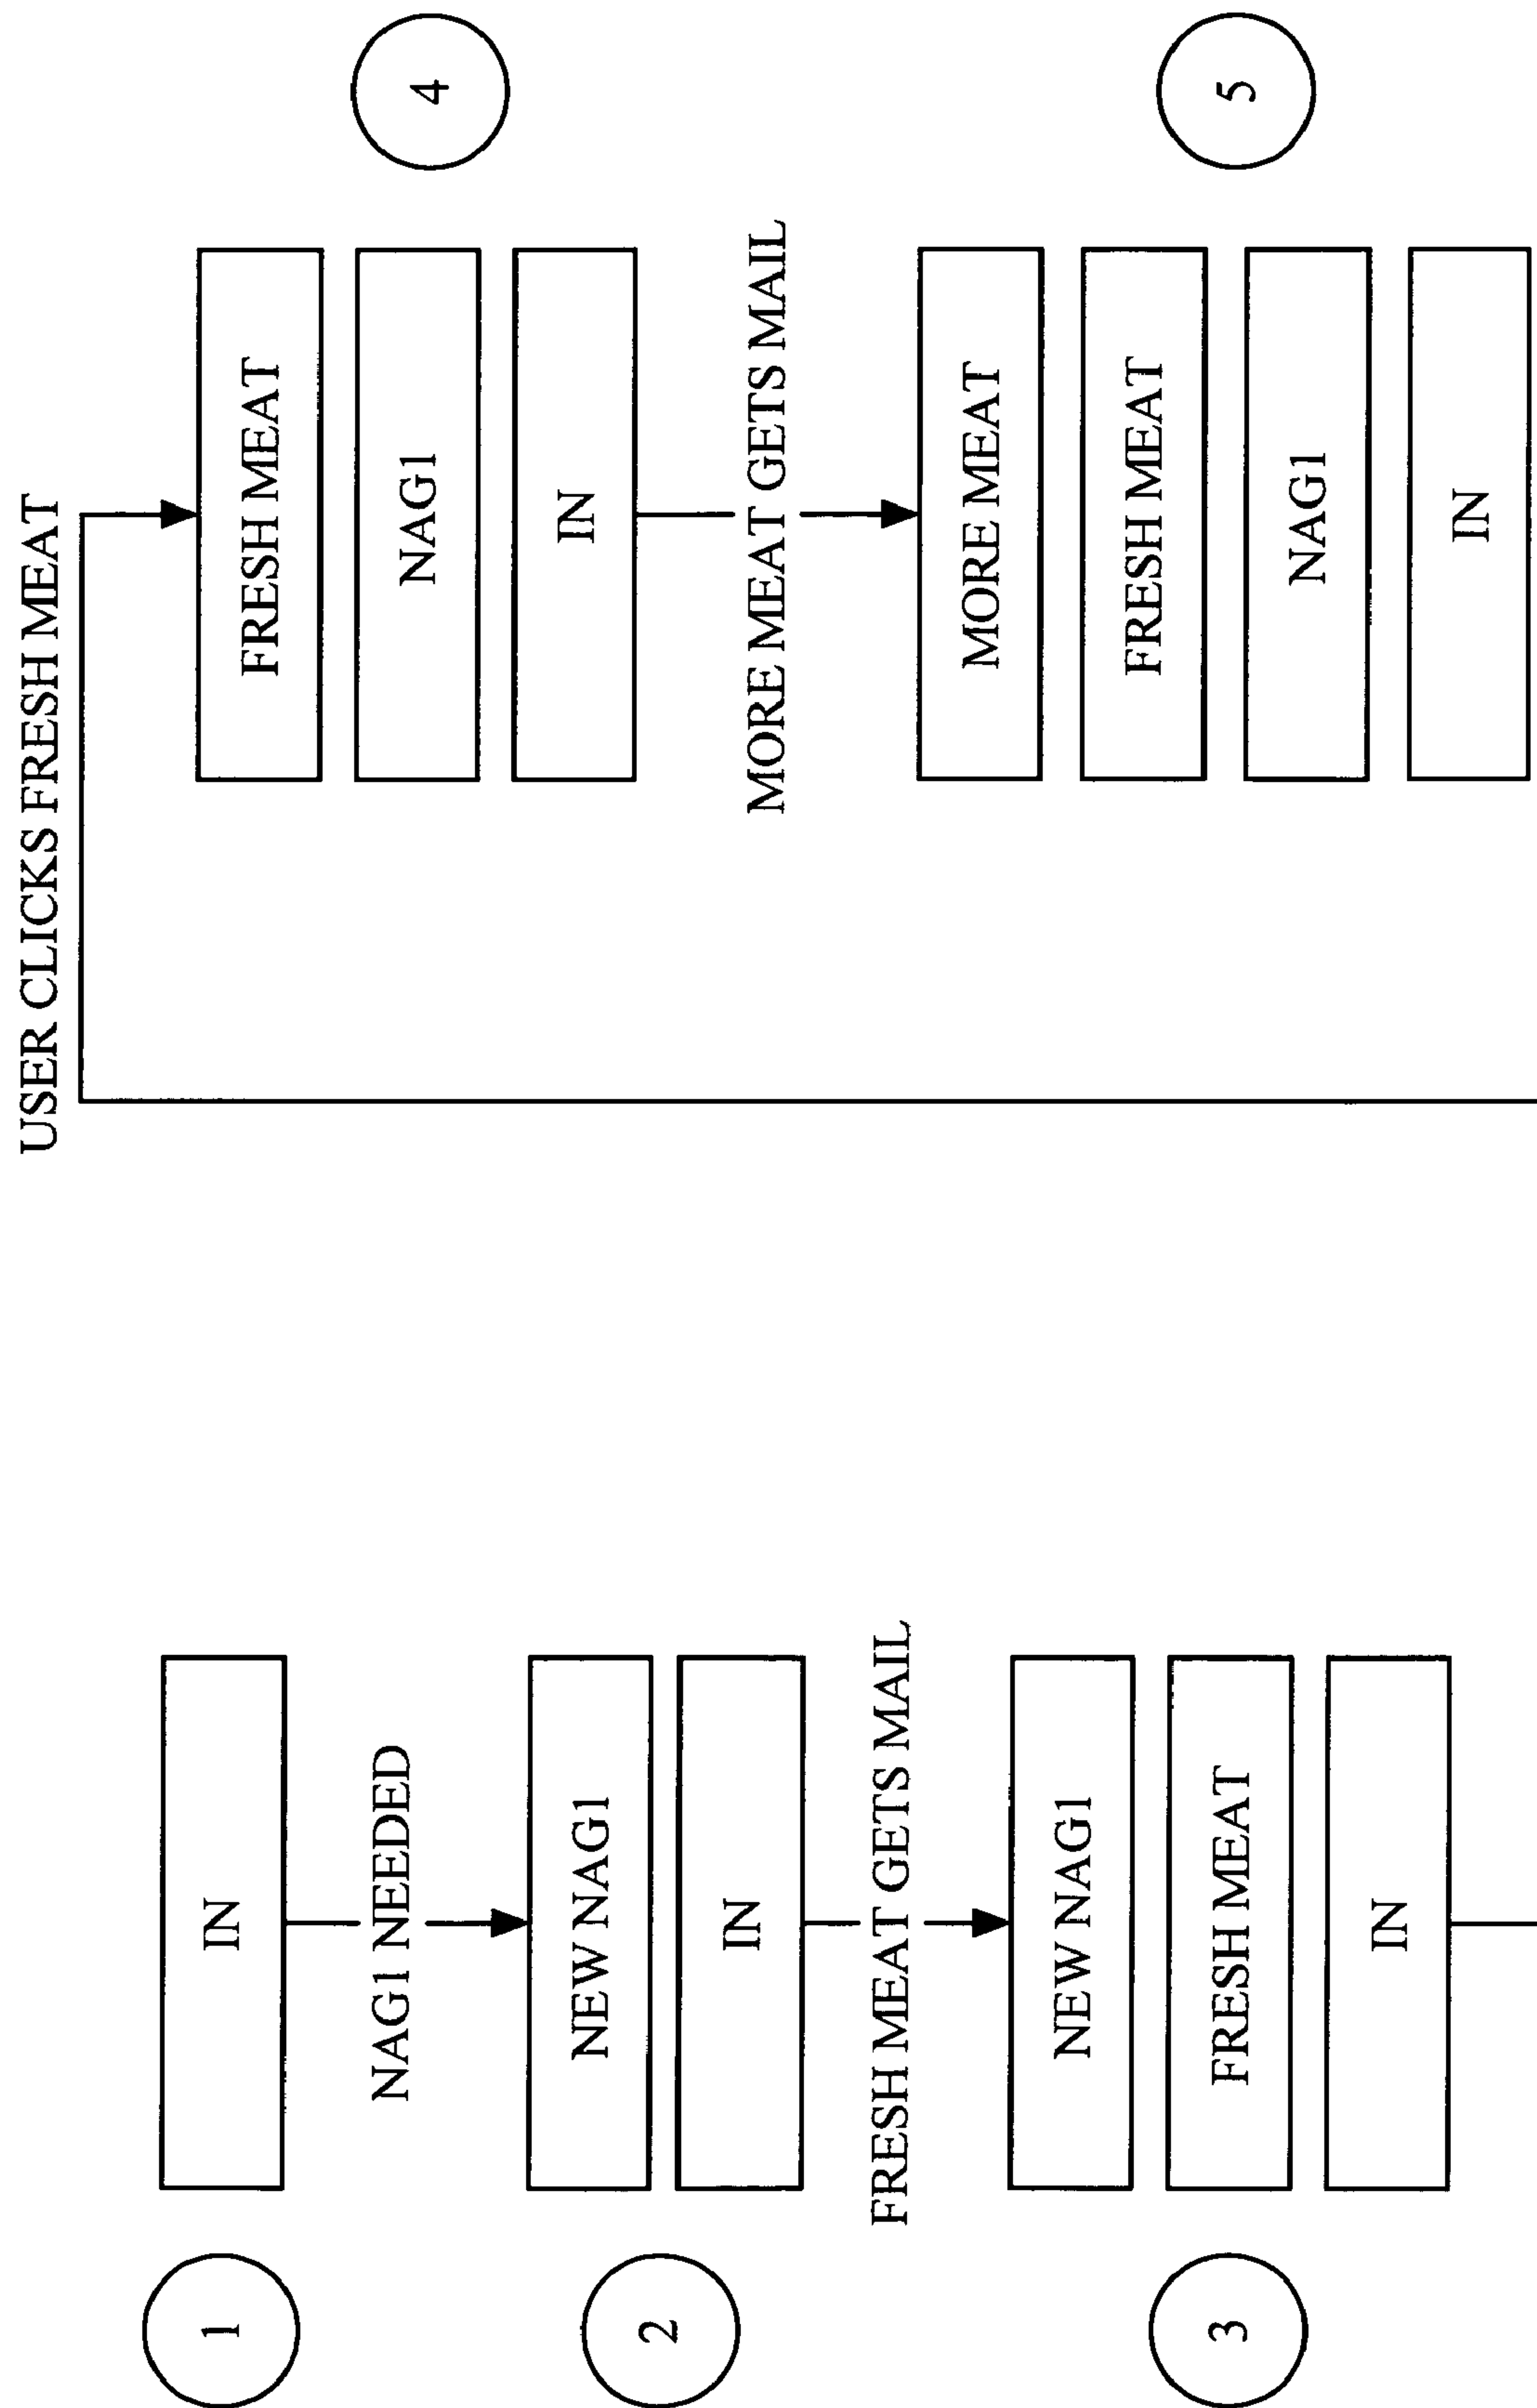 1
IN
NAG1 NEEDED
2
NEW NAG1
IN
FRESH MEAT GETS MAIL
3
NEW NAG1
FRESH MEAT
IN
USER CLICKS FRESH MEAT
4
FRESH MEAT
NAG1
IN
MORE MEAT GETS MAIL
5
MORE MEAT
FRESH MEAT
NAG1
IN